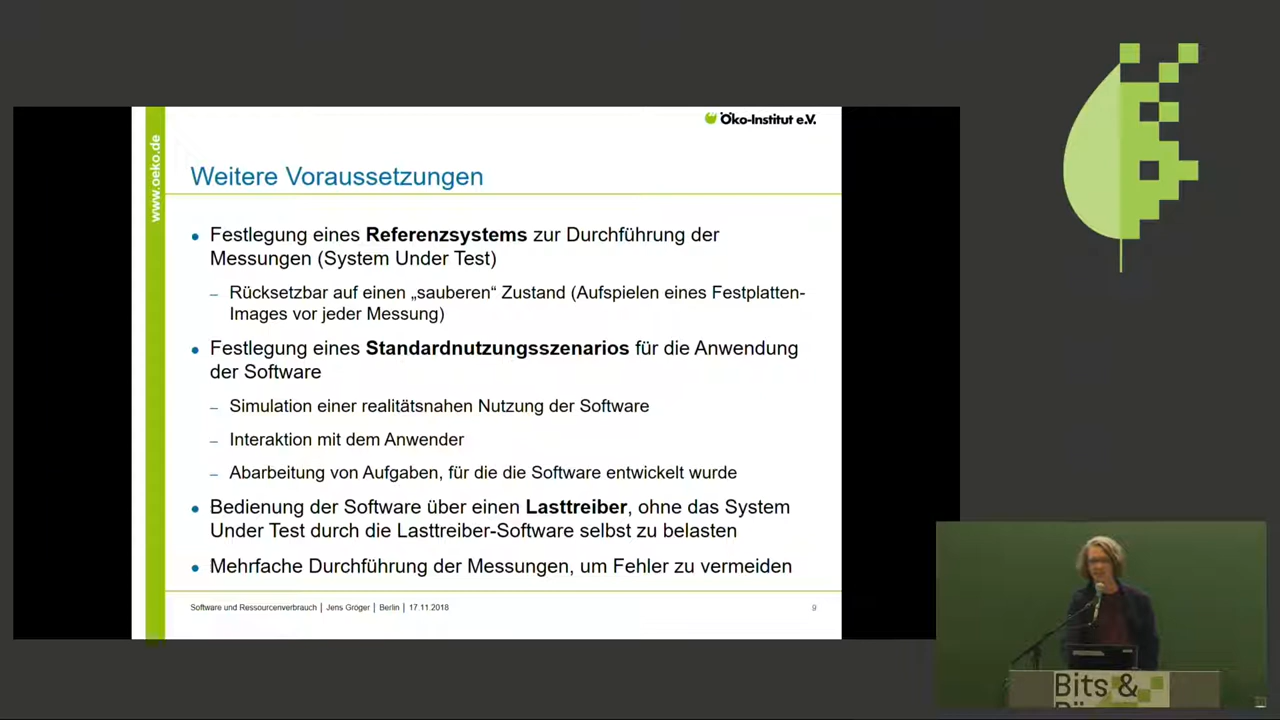 Öko-Institut e.V.
www.oeko.de
Weitere Voraussetzungen
• Festlegung eines Referenzsystems zur Durchführung der
Messungen (System Under Test)
– Rücksetzbar auf einen „sauberen“ Zustand (Aufspielen eines Festplatten-
Images vor jeder Messung)
• Festlegung eines Standardnutzungsszenarios für die Anwendung
der Software
– Simulation einer realitätsnahen Nutzung der Software
– Interaktion mit dem Anwender
– Abarbeitung von Aufgaben, für die die Software entwickelt wurde
• Bedienung der Software über einen Lasttreiber, ohne das System
Under Test durch die Lasttreiber-Software selbst zu belasten
• Mehrfache Durchführung der Messungen, um Fehler zu vermeiden
Software und Ressourcenverbrauch │ Jens Gröger │ Berlin │ 17.11.2018
9
Bits &